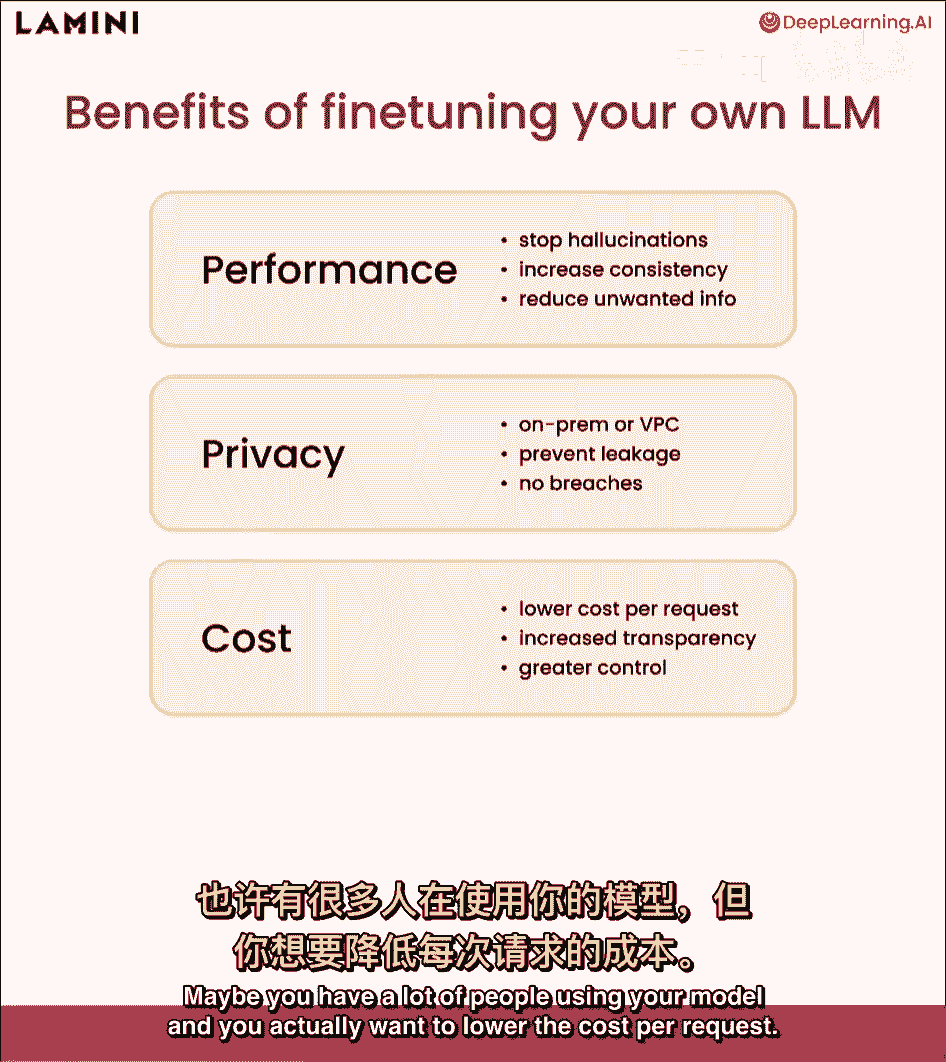 LAMINI
DeepLearning.AI
Benefits of finetuning your own LLM
Performance
• stop hallucinations
• increase consistency
• reduce unwanted info
Privacy
• on-prem or VPC
• prevent leakage
• no breaches
Cost
• lower cost per request
• increased transparency
• greater control
也许有很多人在使用你的模型，但
你想要降低每次请求的成本。
Maybe you have a lot of people using your model
and you actually want to lower the cost per request.